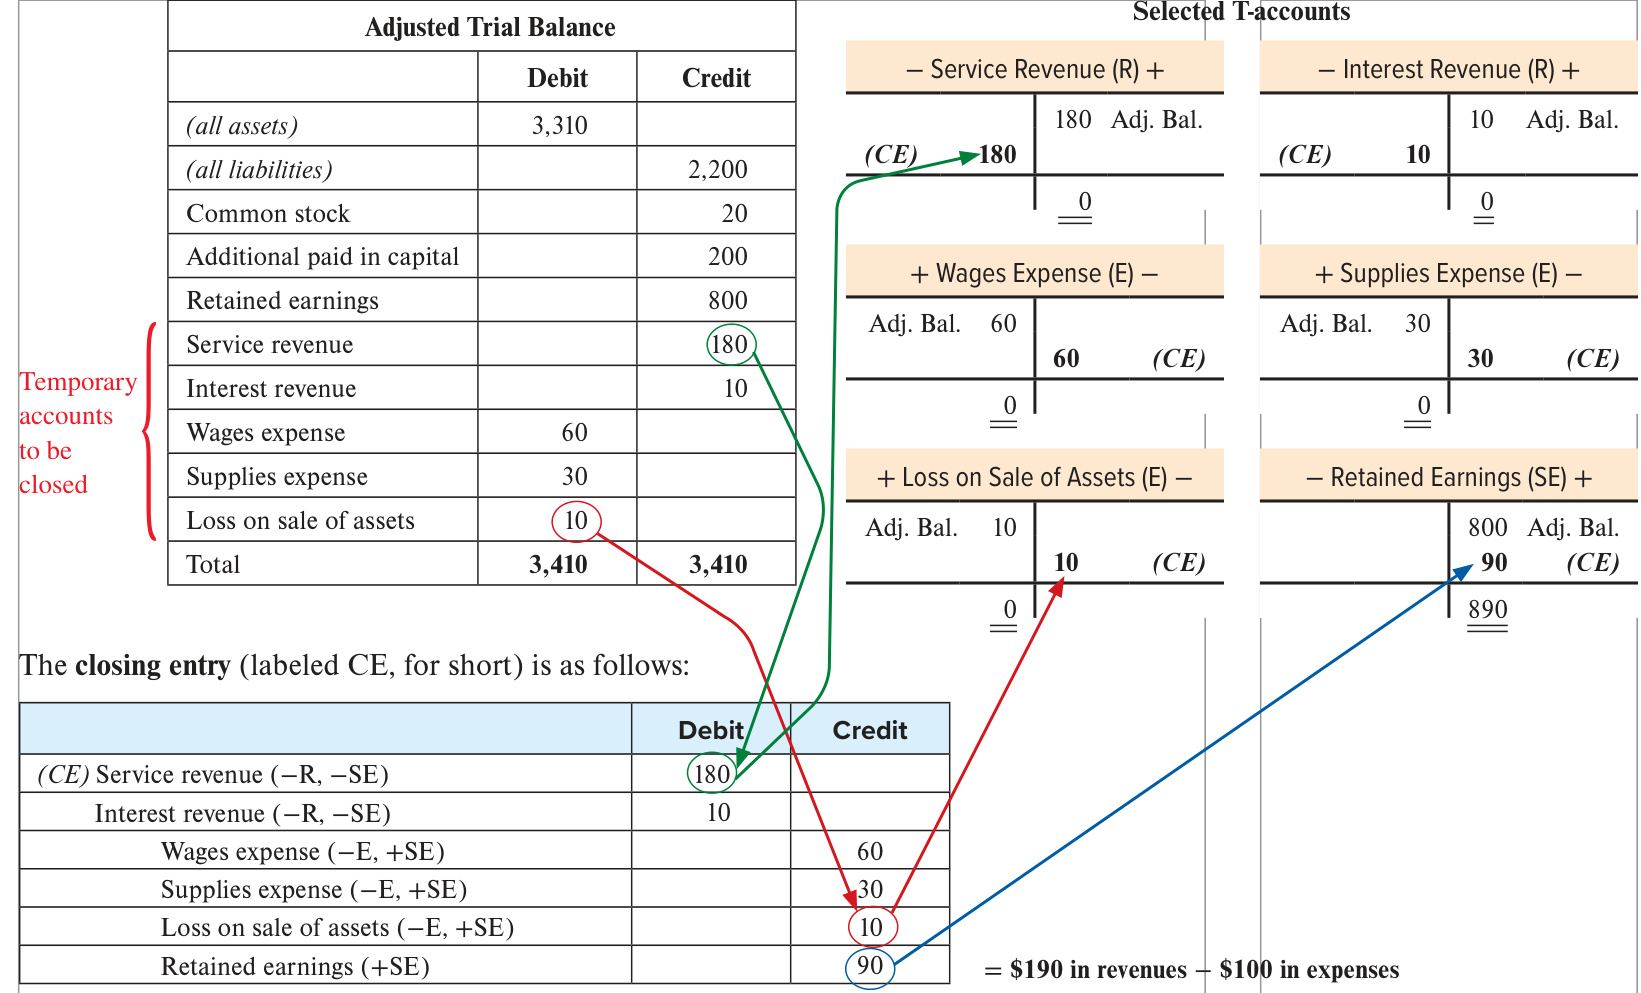 Adjusted Trial Balance
Debit Credit
(all assets) 3,310
(all liabilities) 2,200
Common stock 20
Additional paid in capital 200
Retained earnings 800
Service revenue 180
Interest revenue 10
Wages expense 60
Supplies expense 30
Loss on sale of assets 10
Total 3,410 3,410
Temporary
accounts
to be
closed
Selected T-accounts
− Service Revenue (R) +
180 Adj. Bal.
(CE) 180
0
− Interest Revenue (R) +
10 Adj. Bal.
(CE) 10
0
+ Wages Expense (E) −
Adj. Bal. 60
60 (CE)
0
+ Supplies Expense (E) −
Adj. Bal. 30
30 (CE)
0
+ Loss on Sale of Assets (E) −
Adj. Bal. 10
10 (CE)
0
− Retained Earnings (SE) +
800 Adj. Bal.
90 (CE)
890
The closing entry (labeled CE, for short) is as follows:
Debit Credit
(CE) Service revenue (−R, −SE) 180
Interest revenue (−R, −SE) 10
Wages expense (−E, +SE) 60
Supplies expense (−E, +SE) 30
Loss on sale of assets (−E, +SE) 10
Retained earnings (+SE) 90
= $190 in revenues − $100 in expenses